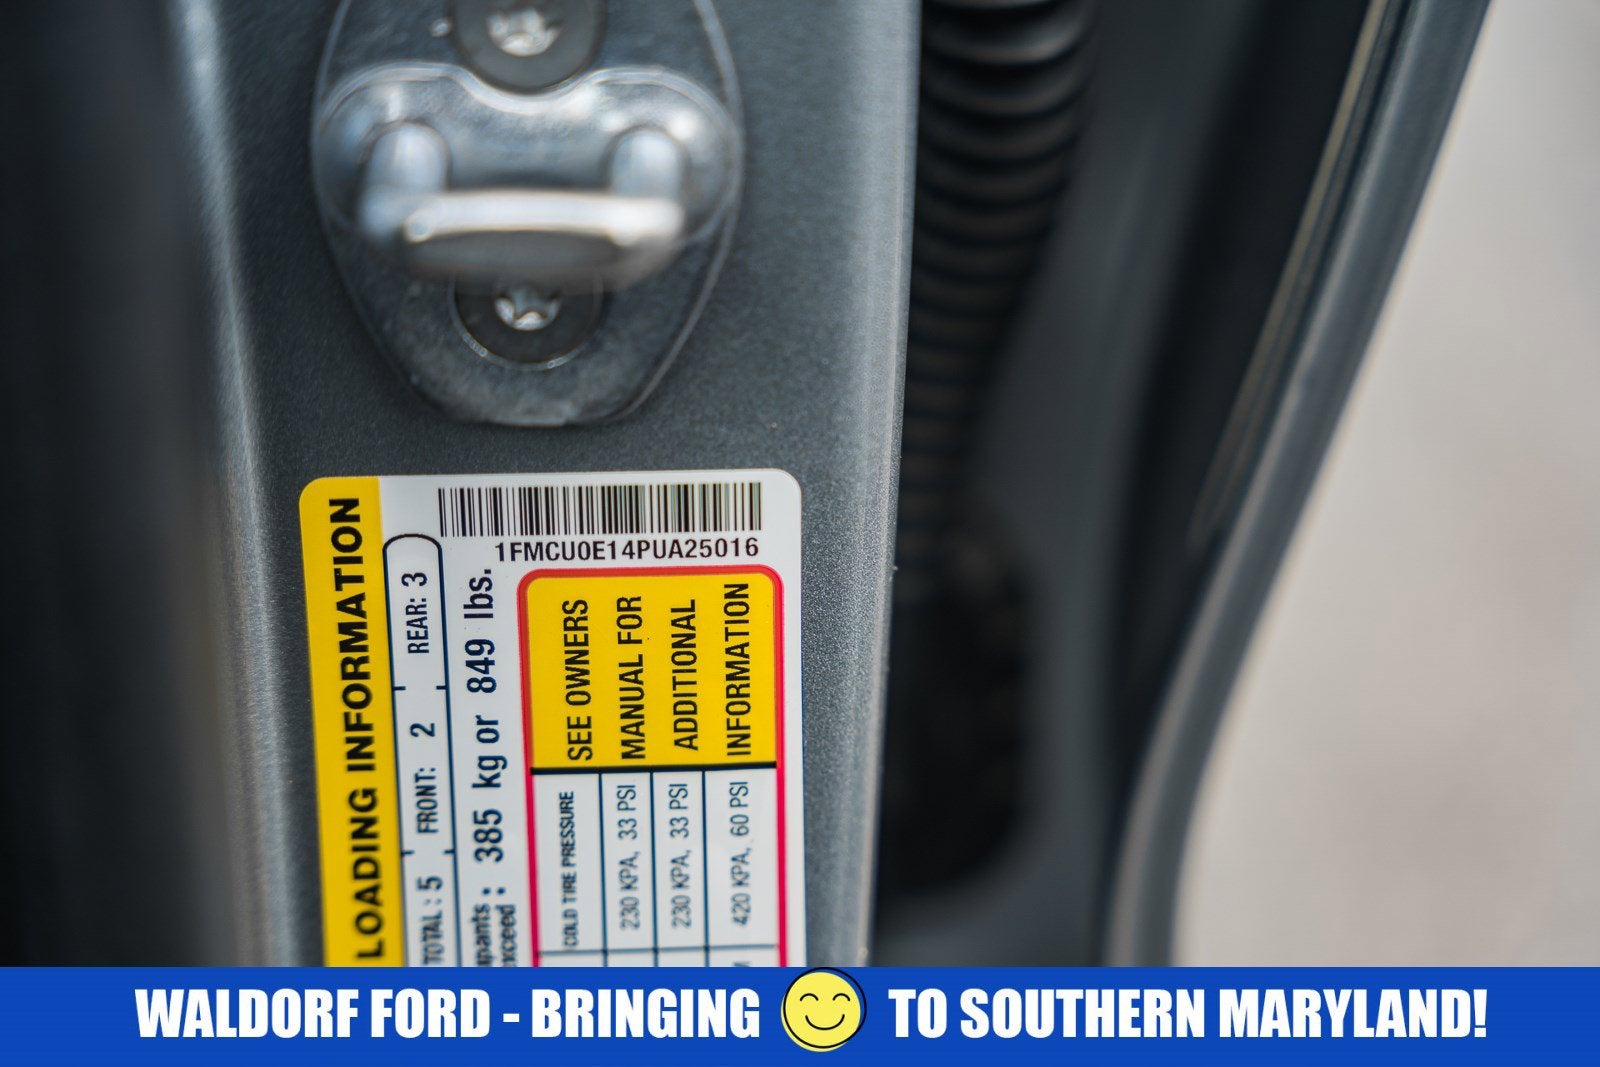 1FMCU0E14PUA25016
LOADING INFORMATION
TOTAL: 5 FRONT: 2 REAR: 3
385 kg or 849 lbs.
COLD TIRE PRESSURE
230 KPA, 33 PSI
230 KPA, 33 PSI
420 KPA, 60 PSI
SEE OWNERS
MANUAL FOR
ADDITIONAL
INFORMATION
WALDORF FORD - BRINGING TO SOUTHERN MARYLAND!